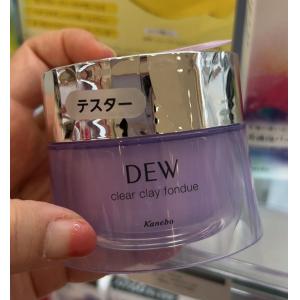 テスター
DEW
clear clay fondue
Kanebo